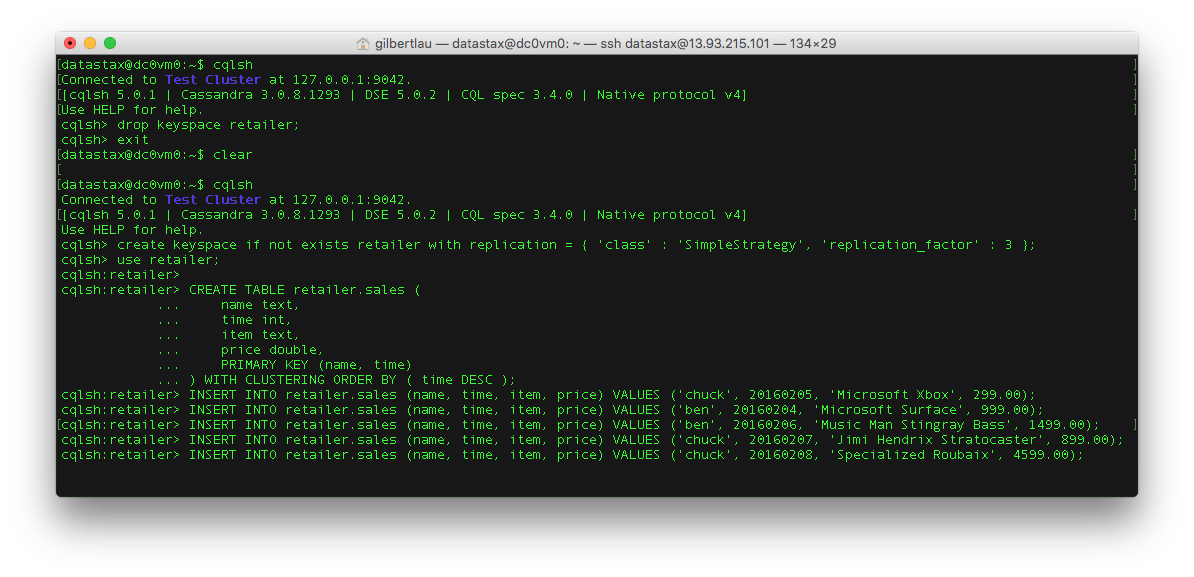 gilbertlau — datastax@dc0vm0: ~ — ssh datastax@13.93.215.101 — 134×29
[datastax@dc0vm0:~$ cqlsh ]
[Connected to Test Cluster at 127.0.0.1:9042. ]
[[cqlsh 5.0.1 | Cassandra 3.0.8.1293 | DSE 5.0.2 | CQL spec 3.4.0 | Native protocol v4] ]
[Use HELP for help. ]
cqlsh> drop keyspace retailer;
cqlsh> exit
[datastax@dc0vm0:~$ clear ]
[ ]
[datastax@dc0vm0:~$ cqlsh ]
Connected to Test Cluster at 127.0.0.1:9042.
[[cqlsh 5.0.1 | Cassandra 3.0.8.1293 | DSE 5.0.2 | CQL spec 3.4.0 | Native protocol v4] ]
Use HELP for help.
cqlsh> create keyspace if not exists retailer with replication = { 'class' : 'SimpleStrategy', 'replication_factor' : 3 };
cqlsh> use retailer;
cqlsh:retailer>
cqlsh:retailer> CREATE TABLE retailer.sales (
... name text,
... time int,
... item text,
... price double,
... PRIMARY KEY (name, time)
... ) WITH CLUSTERING ORDER BY ( time DESC );
cqlsh:retailer> INSERT INTO retailer.sales (name, time, item, price) VALUES ('chuck', 20160205, 'Microsoft Xbox', 299.00);
cqlsh:retailer> INSERT INTO retailer.sales (name, time, item, price) VALUES ('ben', 20160204, 'Microsoft Surface', 999.00);
[cqlsh:retailer> INSERT INTO retailer.sales (name, time, item, price) VALUES ('ben', 20160206, 'Music Man Stingray Bass', 1499.00); ]
cqlsh:retailer> INSERT INTO retailer.sales (name, time, item, price) VALUES ('chuck', 20160207, 'Jimi Hendrix Stratocaster', 899.00);
cqlsh:retailer> INSERT INTO retailer.sales (name, time, item, price) VALUES ('chuck', 20160208, 'Specialized Roubaix', 4599.00);